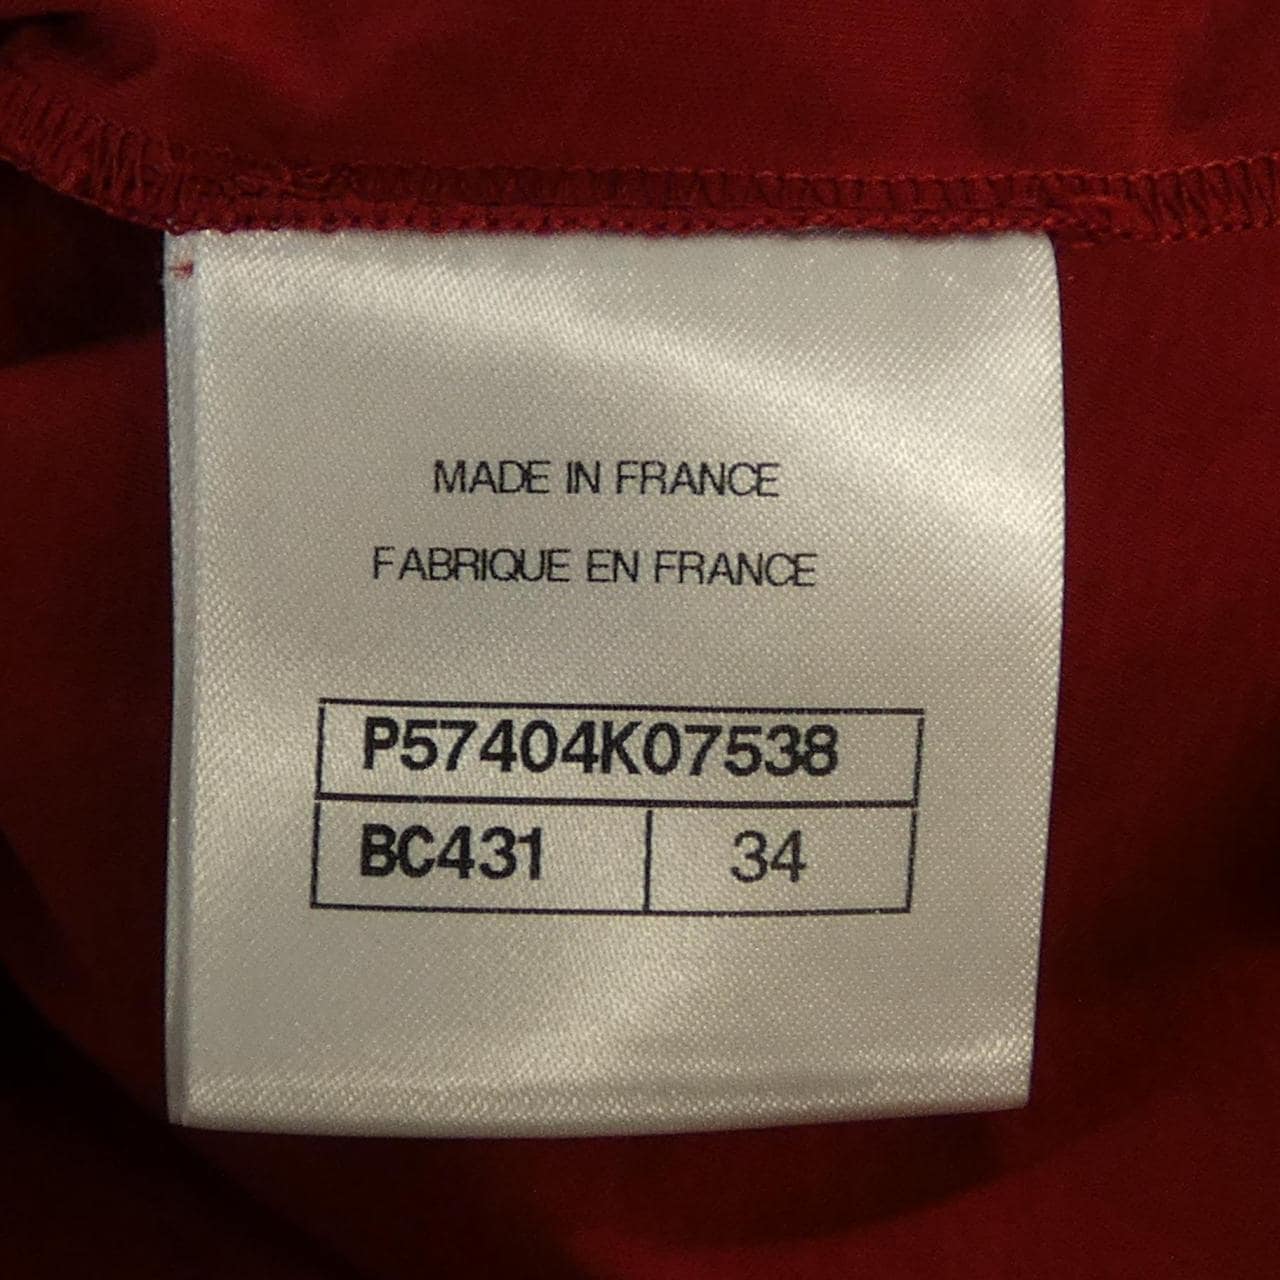 MADE IN FRANCE
FABRIQUE EN FRANCE
P57404K07538
BC431 34